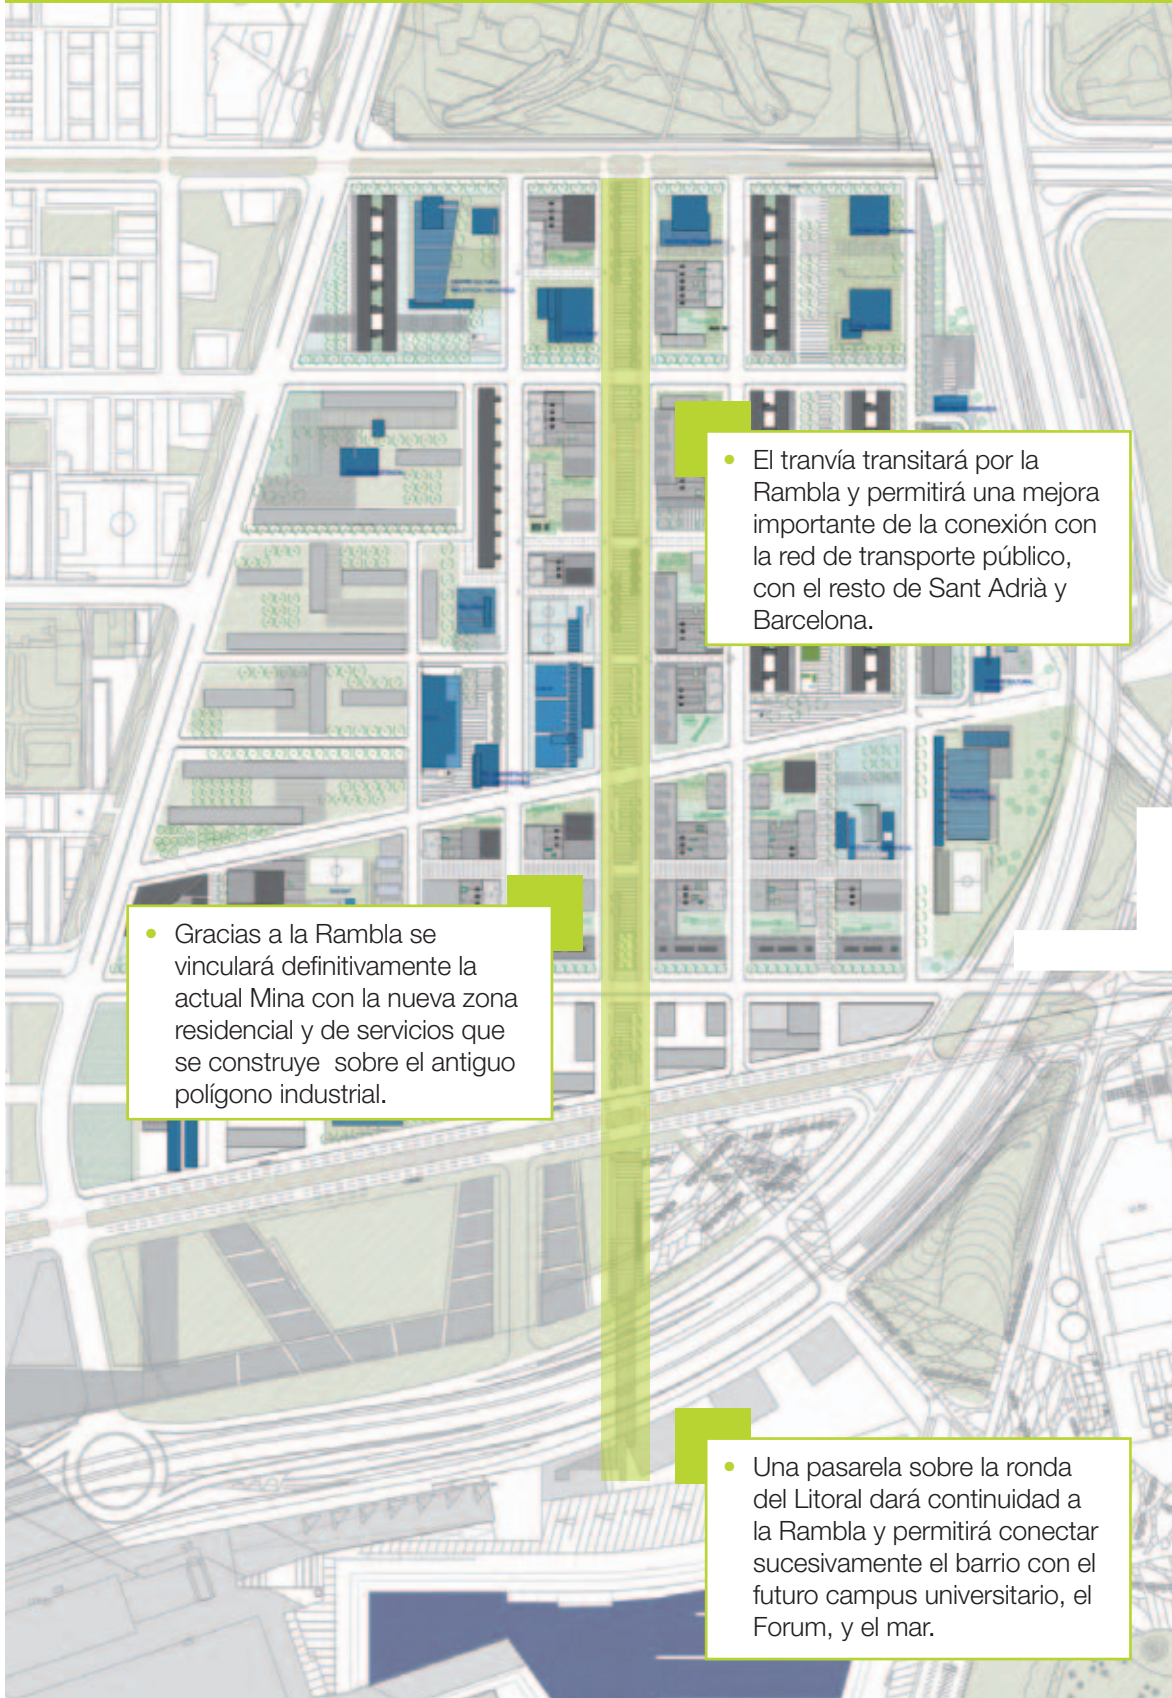 • El tranvía transitará por la
Rambla y permitirá una mejora
importante de la conexión con
la red de transporte público,
con el resto de Sant Adrià y
Barcelona.
• Gracias a la Rambla se
vinculará definitivamente la
actual Mina con la nueva zona
residencial y de servicios que
se construye sobre el antiguo
polígono industrial.
• Una pasarela sobre la ronda
del Litoral dará continuidad a
la Rambla y permitirá conectar
sucesivamente el barrio con el
futuro campus universitario, el
Forum, y el mar.